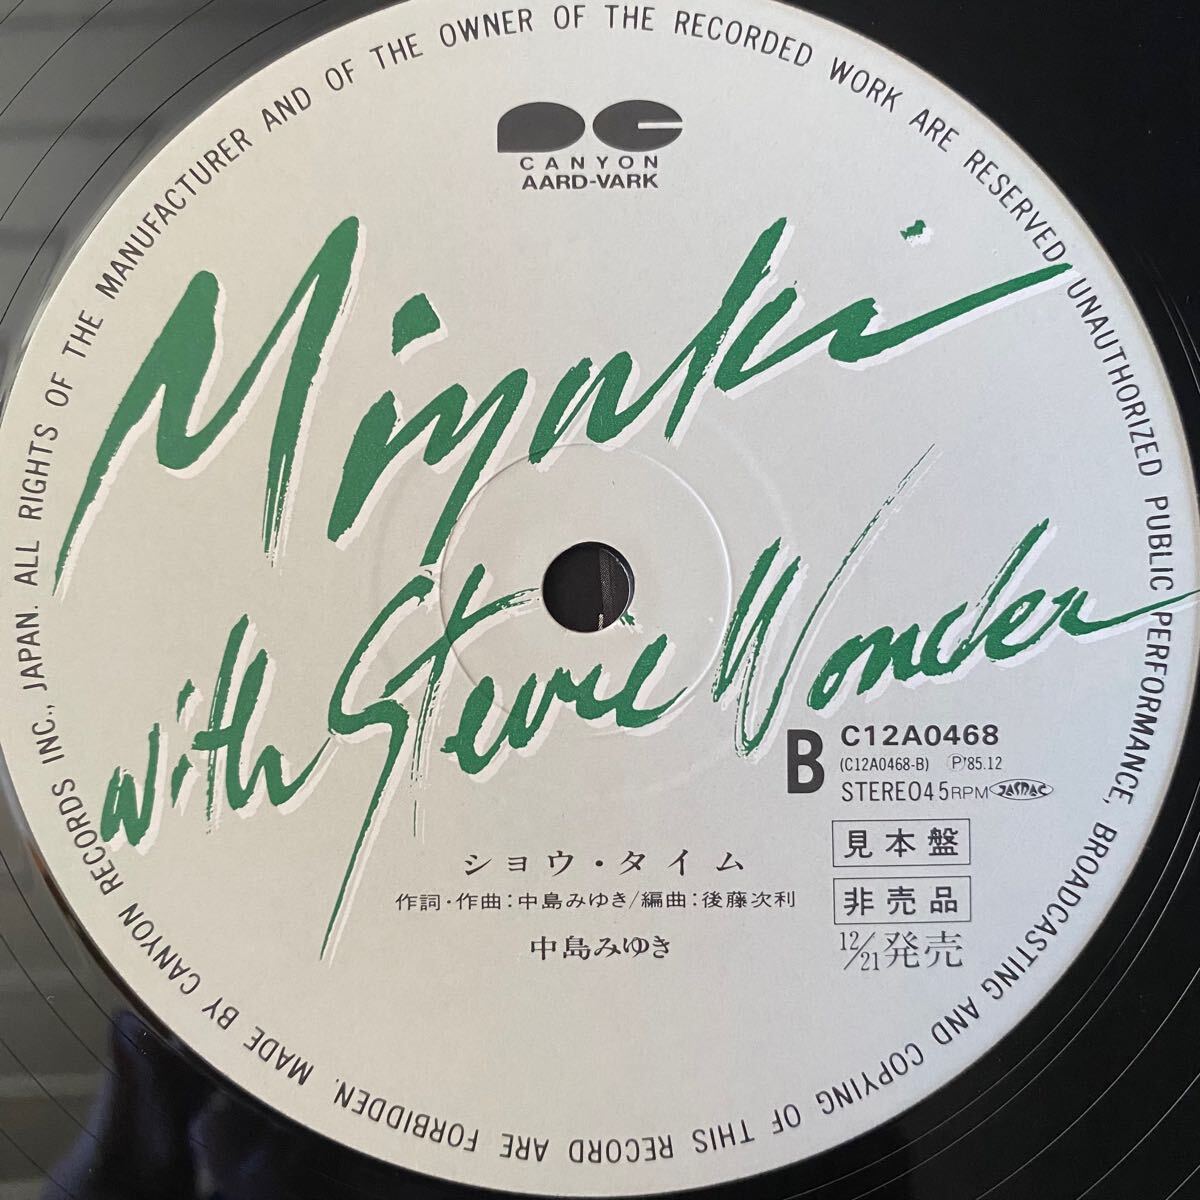 CANYON
AARD-VARK
Miyuki
with Stevie Wonder
B
C12A0468
(C12A0468-B) Ⓟ'85.12
STEREO 45RPM JASRAC
見本盤
非売品
12/21発売
ショウ・タイム
作詞・作曲:中島みゆき/編曲:後藤次利
中島みゆき
MADE BY CANYON RECORDS INC., JAPAN. ALL RIGHTS OF THE MANUFACTURER AND OF THE OWNER OF THE RECORDED WORK ARE RESERVED UNAUTHORIZED PUBLIC PERFORMANCE, BROADCASTING AND COPYING OF THIS RECORD ARE FORBIDDEN.